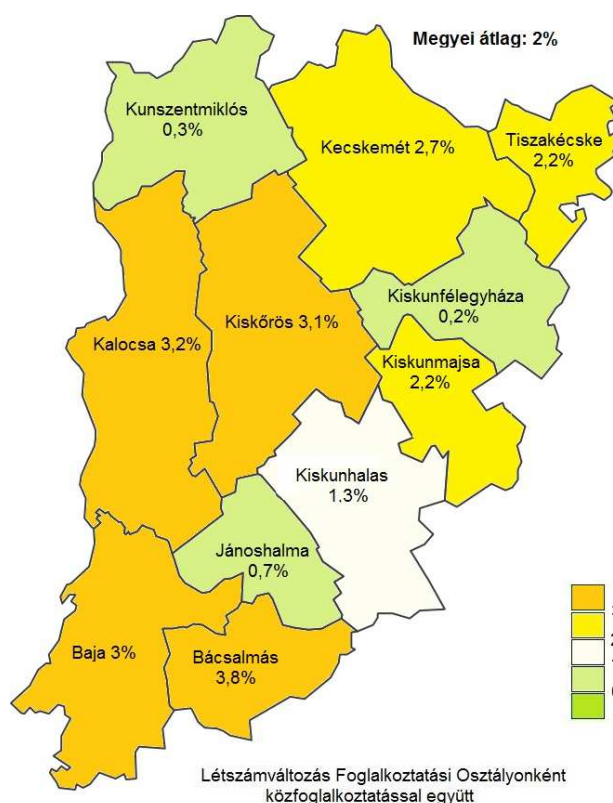 Megyei átlag: 2%
Kunszentmiklós
0,3%
Kecskemét 2,7%
Tiszakécske
2,2%
Kiskunfélegyháza
0,2%
Kiskőrös 3,1%
Kalocsa 3,2%
Kiskunmajsa
2,2%
Kiskunhalas
1.3%
Jánoshalma
0,7%
Baja 3%
Bácsalmás
3,8%
Létszámváltozás Foglalkoztatási Osztályonként
közfoglalkoztatással együtt